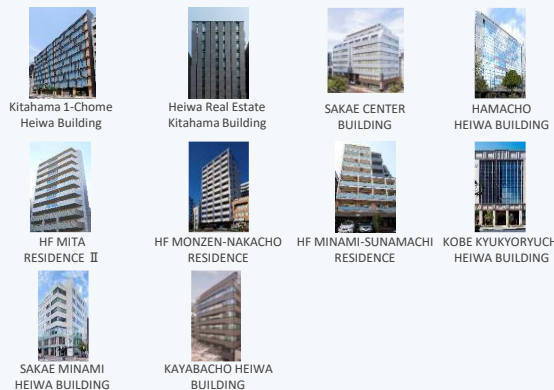 Kitahama 1-Chome
Heiwa Building
Heiwa Real Estate
Kitahama Building
SAKAE CENTER
BUILDING
HAMACHO
HEIWA BUILDING
HF MITA
RESIDENCE Ⅱ
HF MONZEN-NAKACHO
RESIDENCE
HF MINAMI-SUNAMACHI
RESIDENCE
KOBE KYUKYORYUCH
HEIWA BUILDING
SAKAE MINAMI
HEIWA BUILDING
KAYABACHO HEIWA
BUILDING